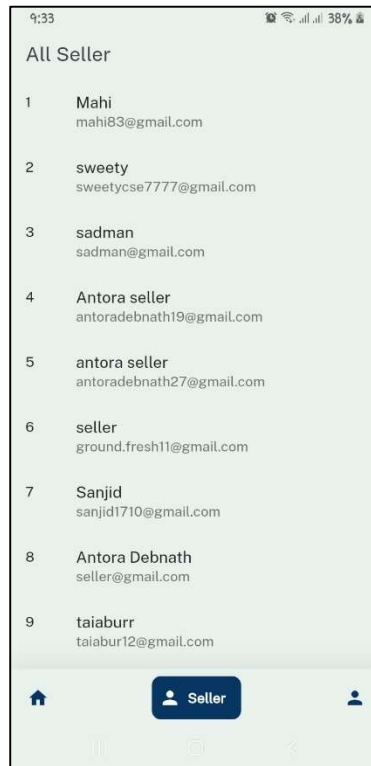 9:33 38%
All Seller
1 Mahi
mahi83@gmail.com
2 sweety
sweetycse7777@gmail.com
3 sadman
sadman@gmail.com
4 Antora seller
antoradebnath19@gmail.com
5 antora seller
antoradebnath27@gmail.com
6 seller
ground.fresh11@gmail.com
7 Sanjid
sanjid1710@gmail.com
8 Antora Debnath
seller@gmail.com
9 taiaburr
taiabur12@gmail.com
Seller